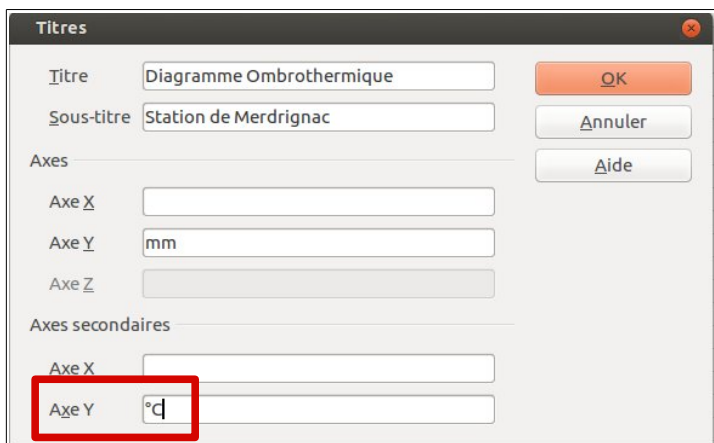 Titres
Titre Diagramme Ombrothermique OK
Sous-titre Station de Merdrignac Annuler
Axes Aide
Axe X
Axe Y mm
Axe Z
Axes secondaires
Axe X
Axe Y °C